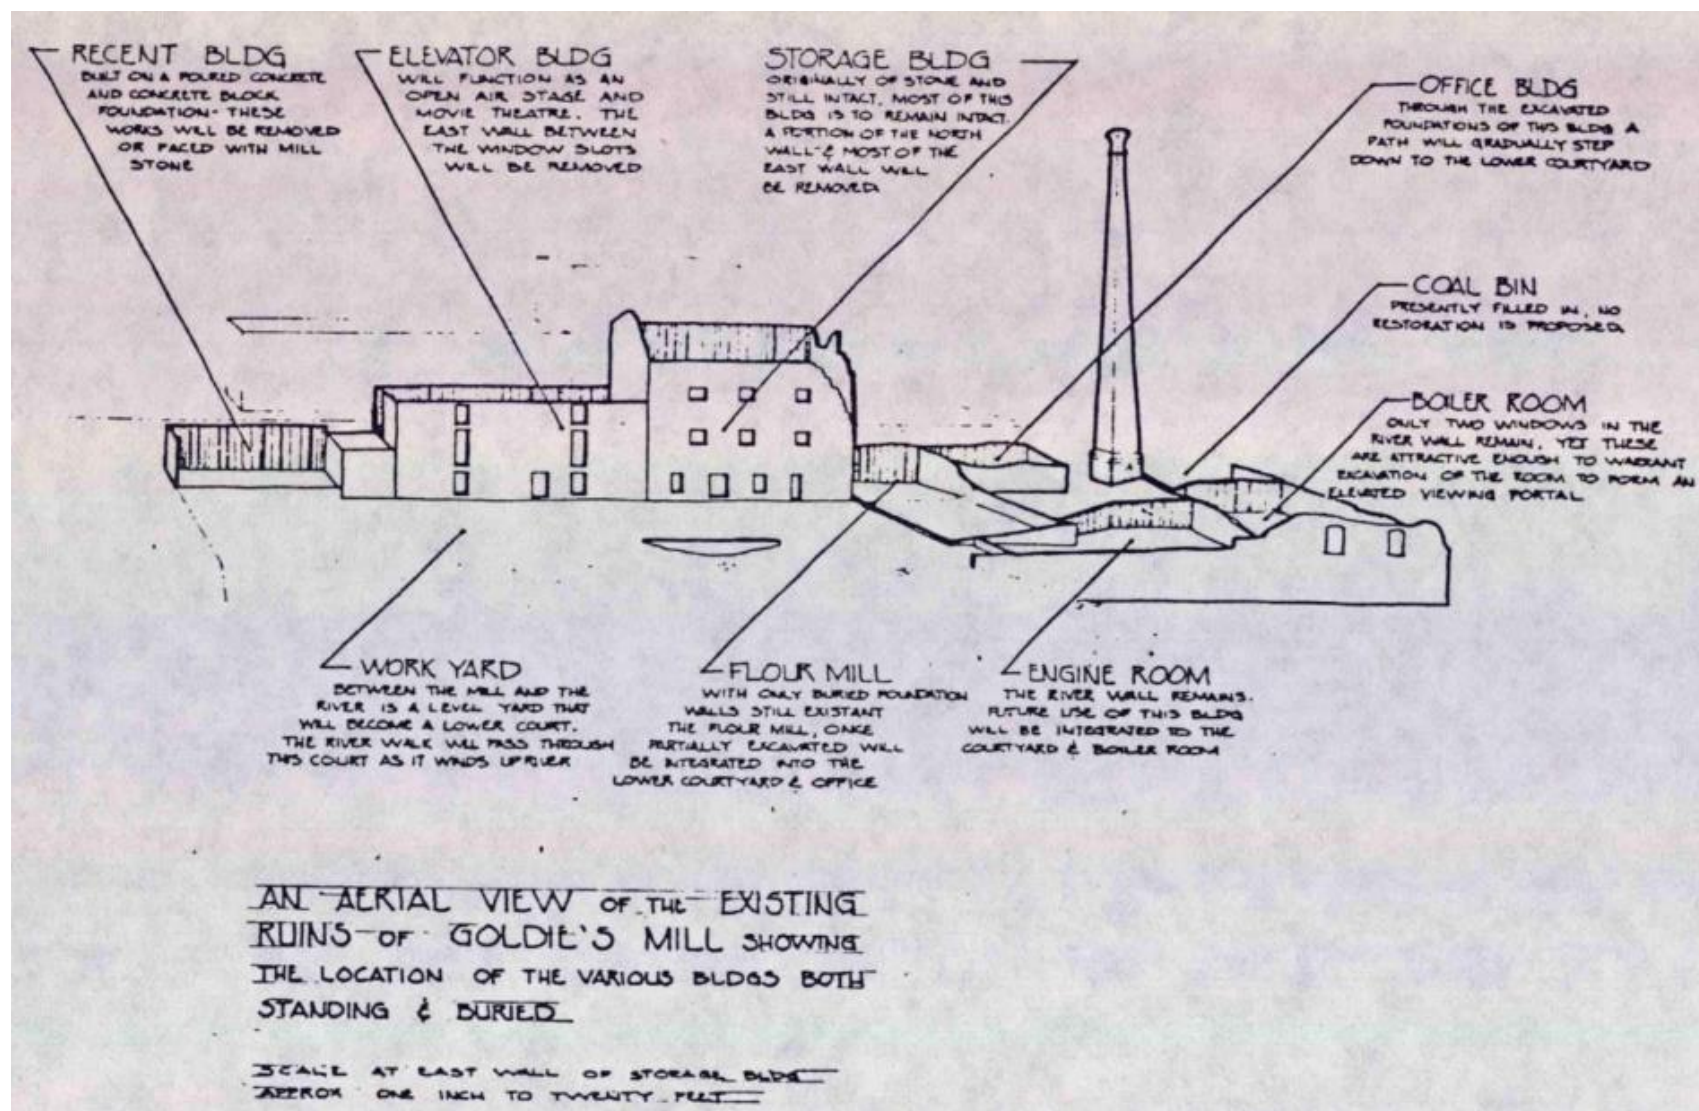 RECENT BLDG
BUILT ON A POURED CONCRETE
AND CONCRETE BLOCK
FOUNDATION- THESE
WORKS WILL BE REMOVED
OR FACED WITH MILL
STONE
ELEVATOR BLDG
WILL FUNCTION AS AN
OPEN AIR STAGE AND
MOVIE THEATRE. THE
EAST WALL BETWEEN
THE WINDOW SLOTS
WILL BE REMOVED
STORAGE BLDG
ORIGINALLY OF STONE AND
STILL INTACT, MOST OF THIS
BLDG IS TO REMAIN INTACT.
A PORTION OF THE NORTH
WALL & MOST OF THE
EAST WALL WILL
BE REMOVED.
OFFICE BLDG
THROUGH THE EXCAVATED
FOUNDATIONS OF THIS BLDG A
PATH WILL GRADUALLY STEP
DOWN TO THE LOWER COURTYARD
COAL BIN
PRESENTLY FILLED IN, NO
RESTORATION IS PROPOSED.
BOILER ROOM
ONLY TWO WINDOWS IN THE
RIVER WALL REMAIN, YET THESE
ARE ATTRACTIVE ENOUGH TO WARRANT
EXCAVATION OF THE ROOM TO FORM AN
ELEVATED VIEWING PORTAL
WORK YARD
BETWEEN THE MILL AND THE
RIVER IS A LEVEL YARD THAT
WILL BECOME A LOWER COURT.
THE RIVER WALK WILL PASS THROUGH
THIS COURT AS IT WINDS UPRIVER
FLOUR MILL
WITH ONLY BURIED FOUNDATION
WALLS STILL EXISTANT
THE FLOUR MILL, ONCE
PARTIALLY EXCAVATED WILL
BE INTEGRATED INTO THE
LOWER COURTYARD & OFFICE
ENGINE ROOM
THE RIVER WALL REMAINS.
FUTURE USE OF THIS BLDG
WILL BE INTEGRATED TO THE
COURTYARD & BOILER ROOM
AN AERIAL VIEW OF THE EXISTING
RUINS OF GOLDIE'S MILL SHOWING
THE LOCATION OF THE VARIOUS BLDGS BOTH
STANDING & BURIED
SCALE AT EAST WALL OF STORAGE BLDG
APPROX ONE INCH TO TWENTY FEET